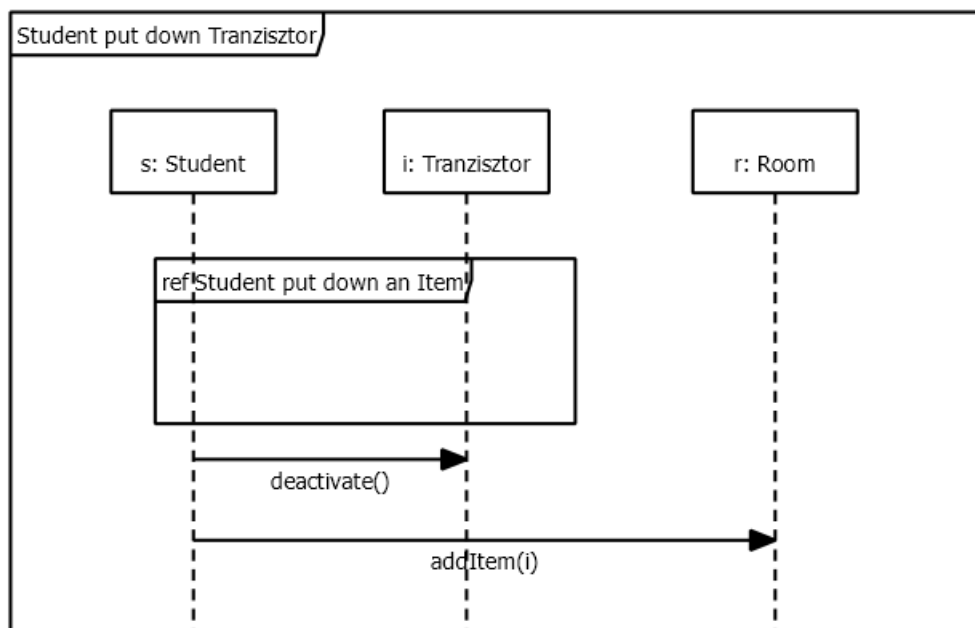 Student put down Tranzisztor
s: Student
i: Tranzisztor
r: Room
ref Student put down an Item
deactivate()
addItem(i)